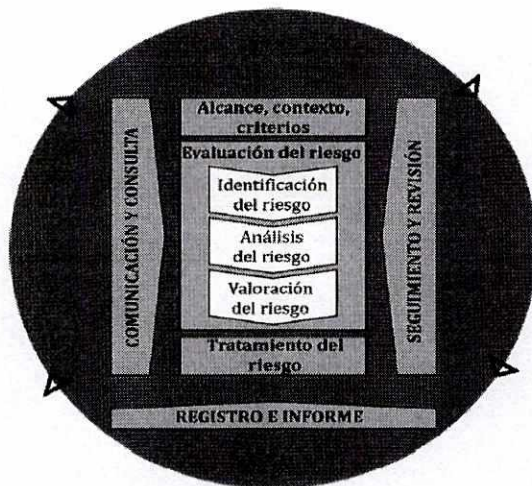 Alcance, contexto,
criterios
Evaluación del riesgo
Identificación
del riesgo
Análisis
del riesgo
Valoración
del riesgo
Tratamiento del
riesgo
COMUNICACIÓN Y CONSULTA
SEGUIMIENTO Y REVISIÓN
REGISTRO E INFORME